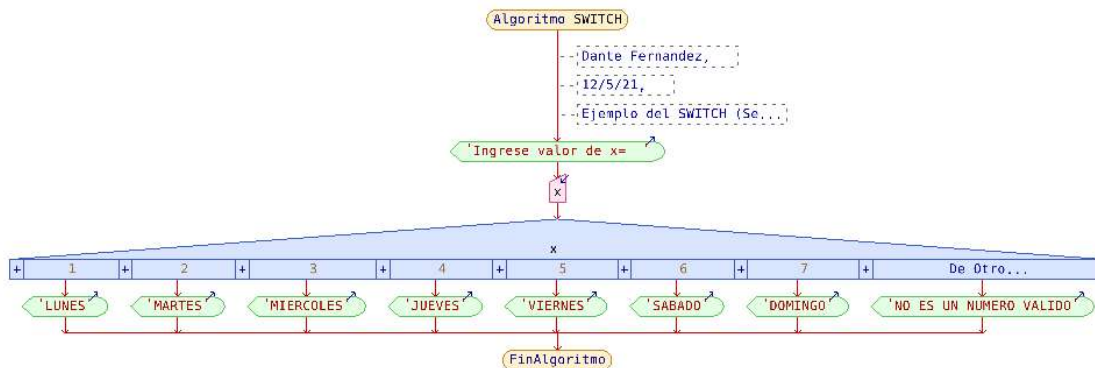 Algoritmo SWITCH
Dante Fernandez,
12/5/21,
Ejemplo del SWITCH (Se...
'Ingrese valor de x=
x
x
+ 1 + 2 + 3 + 4 + 5 + 6 + 7 + De Otro...
'LUNES 'MARTES 'MIERCOLES 'JUEVES 'VIERNES 'SABADO 'DOMINGO 'NO ES UN NUMERO VALIDO
FinAlgoritmo